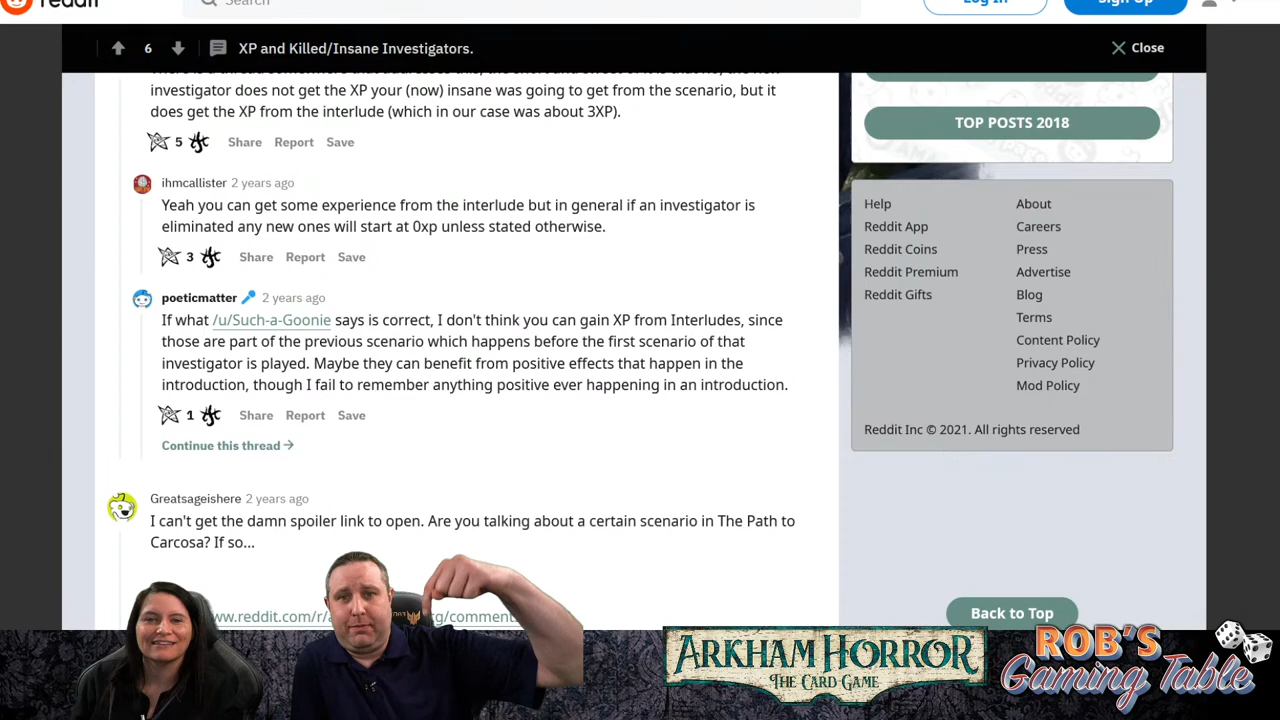 reddit
Search
Log In
Sign Up
6
XP and Killed/Insane Investigators.
Close
investigator does not get the XP your (now) insane was going to get from the scenario, but it
does get the XP from the interlude (which in our case was about 3XP).
5 Share Report Save
ihmcallister 2 years ago
Yeah you can get some experience from the interlude but in general if an investigator is
eliminated any new ones will start at 0xp unless stated otherwise.
3 Share Report Save
poeticmatter 2 years ago
If what /u/Such-a-Goonie says is correct, I don't think you can gain XP from Interludes, since
those are part of the previous scenario which happens before the first scenario of that
investigator is played. Maybe they can benefit from positive effects that happen in the
introduction, though I fail to remember anything positive ever happening in an introduction.
1 Share Report Save
Continue this thread
Greatsageishere 2 years ago
I can't get the damn spoiler link to open. Are you talking about a certain scenario in The Path to
Carcosa? If so...
ww.reddit.com/r/a
cg/comment
TOP POSTS 2018
Help
About
Reddit App
Careers
Reddit Coins
Press
Reddit Premium
Advertise
Reddit Gifts
Blog
Terms
Content Policy
Privacy Policy
Mod Policy
Reddit Inc © 2021. All rights reserved
Back to Top
ARKHAM HORROR
THE CARD GAME
ROB'S
Gaming Table